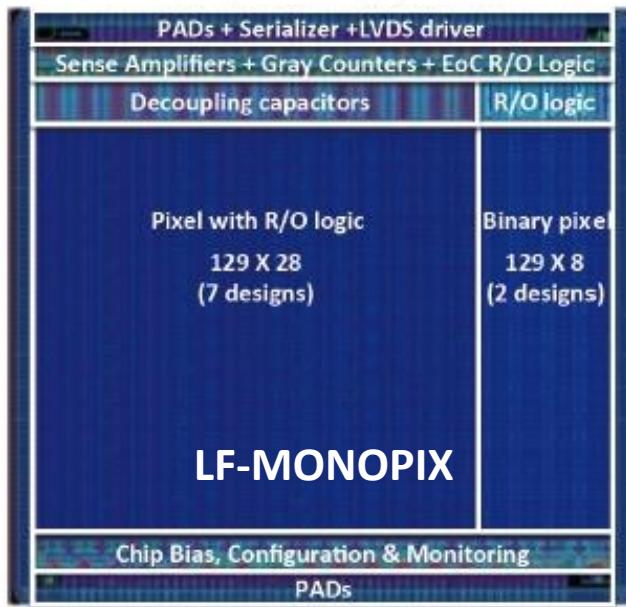 PADs + Serializer +LVDS driver
Sense Amplifiers + Gray Counters + EoC R/O Logic
Decoupling capacitors
R/O logic
Pixel with R/O logic
129 X 28
(7 designs)
Binary pixel
129 X 8
(2 designs)
LF-MONOPIX
Chip Bias, Configuration & Monitoring
PADs